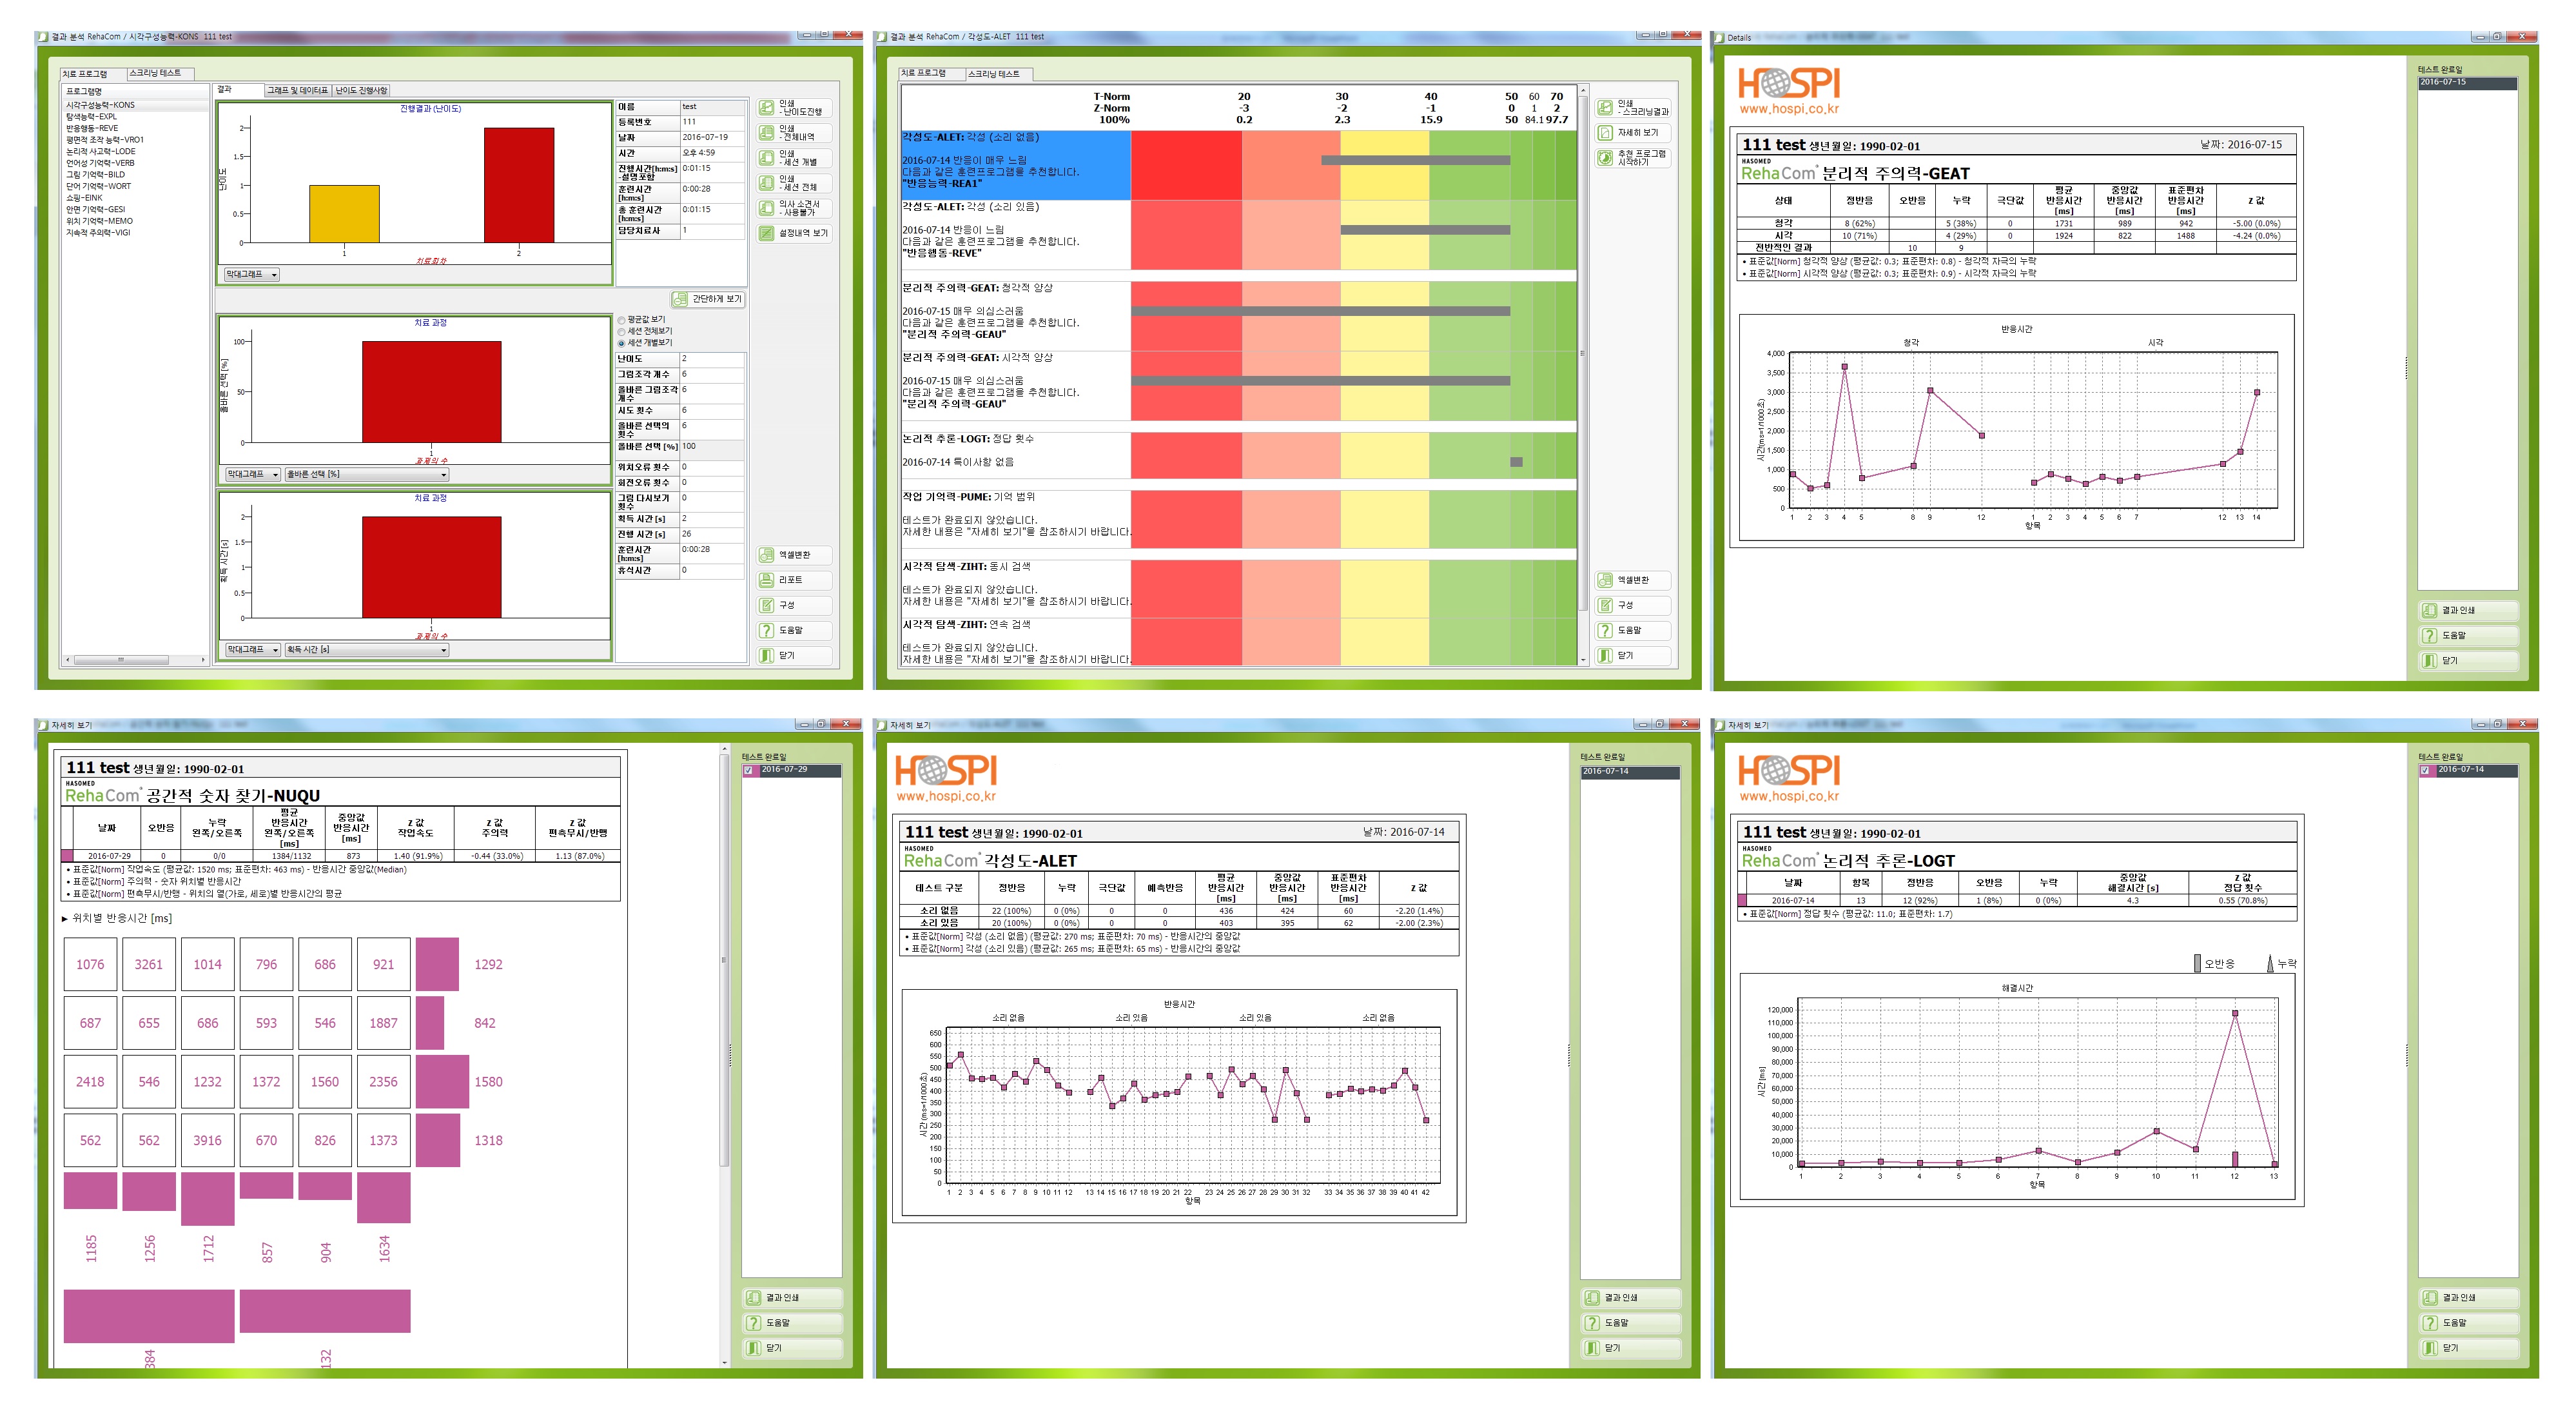 결과 분석 RehaCom / 시각구성능력-KONS 111 test
치료 프로그램
스크리닝 테스트
프로그램명
시각구성능력-KONS
탐색능력-EXPL
반응행동-REVE
평면적 조작 능력-VRO1
논리적 사고력-LODE
언어성 기억력-VERB
그림 기억력-BILD
단어 기억력-WORT
쇼핑-EINK
안면 기억력-GESI
위치 기억력-MEMO
지속적 주의력-VIGI
결과
그래프 및 데이터표
난이도 진행사항
진행결과 (난이도)
난이도
2
1.5
1
0.5
0
1 2
치료회차
막대그래프
이름 test
등록번호 111
날짜 2016-07-19
시간 오후 4:59
진행시간[h:m:s] -설명포함 0:01:15
훈련시간 [h:m:s] 0:00:28
총 훈련시간 [h:m:s] 0:01:15
담당치료사 1
간단하게 보기
치료 과정
올바른 선택 [%]
100
50
0
1
과제의 수
막대그래프 올바른 선택 [%]
평균값 보기
세션 전체보기
세션 개별보기
난이도 2
그림조각 개수 6
올바른 그림조각 개수 6
시도 횟수 6
올바른 선택의 횟수 6
올바른 선택 [%] 100
위치오류 횟수 0
회전오류 횟수 0
그림 다시보기 횟수 0
획득 시간 [s] 2
진행 시간 [s] 26
훈련시간 [h:m:s] 0:00:28
휴식시간 0
치료 과정
획득 시간 [s]
2
1.5
1
0.5
0
1
과제의 수
막대그래프 획득 시간 [s]
인쇄 -난이도진행
인쇄 -전체내역
인쇄 -세션 개별
인쇄 -세션 전체
의사 소견서 -사용불가
설정내역 보기
엑셀변환
리포트
구성
도움말
닫기
결과 분석 RehaCom / 각성도-ALET 111 test
치료 프로그램
스크리닝 테스트
T-Norm 20 30 40 50 60 70
Z-Norm -3 -2 -1 0 1 2
100% 0.2 2.3 15.9 50 84.1 97.7
각성도-ALET: 각성 (소리 없음)
2016-07-14 반응이 매우 느림
다음과 같은 훈련프로그램을 추천합니다.
"반응능력-REA1"
각성도-ALET: 각성 (소리 있음)
2016-07-14 반응이 느림
다음과 같은 훈련프로그램을 추천합니다.
"반응행동-REVE"
분리적 주의력-GEAT: 청각적 양상
2016-07-15 매우 의심스러움
다음과 같은 훈련프로그램을 추천합니다.
"분리적 주의력-GEAU"
분리적 주의력-GEAT: 시각적 양상
2016-07-15 매우 의심스러움
다음과 같은 훈련프로그램을 추천합니다.
"분리적 주의력-GEAU"
논리적 추론-LOGT: 정답 횟수
2016-07-14 특이사항 없음
작업 기억력-PUME: 기억 범위
테스트가 완료되지 않았습니다.
자세한 내용은 "자세히 보기"을 참조하시기 바랍니다.
시각적 탐색-ZIHT: 동시 검색
테스트가 완료되지 않았습니다.
자세한 내용은 "자세히 보기"을 참조하시기 바랍니다.
시각적 탐색-ZIHT: 연속 검색
테스트가 완료되지 않았습니다.
자세한 내용은 "자세히 보기"을 참조하시기 바랍니다.
인쇄 -스크리닝결과
자세히 보기
추천 프로그램 시작하기
엑셀변환
구성
도움말
닫기
Details
HOSPI
www.hospi.co.kr
111 test 생년월일: 1990-02-01 날짜: 2016-07-15
HASOMED
RehaCom 분리적 주의력-GEAT
상태 정반응 오반응 누락 극단값 평균 반응시간 [ms] 중앙값 반응시간 [ms] 표준편차 반응시간 [ms] Z 값
청각 8 (62%) 5 (38%) 0 1731 989 942 -5.00 (0.0%)
시각 10 (71%) 4 (29%) 0 1924 822 1488 -4.24 (0.0%)
전반적인 결과 10 9
• 표준값[Norm] 청각적 양상 (평균값: 0.3; 표준편차: 0.8) - 청각적 자극의 누락
• 표준값[Norm] 시각적 양상 (평균값: 0.3; 표준편차: 0.9) - 시각적 자극의 누락
반응시간
청각 시각
시간(ms=1/1000초)
4,000
3,500
3,000
2,500
2,000
1,500
1,000
500
0
1 2 3 4 5 8 9 12 1 2 3 4 5 6 7 12 13 14
항목
테스트 완료일
2016-07-15
결과 인쇄
도움말
닫기
자세히 보기
111 test 생년월일: 1990-02-01
HASOMED
RehaCom 공간적 숫자 찾기-NUQU
날짜 오반응 누락 왼쪽/오른쪽 평균 반응시간 왼쪽/오른쪽 [ms] 중앙값 반응시간 [ms] Z 값 작업속도 Z 값 주의력 Z 값 편측무시/반맹
2016-07-29 0 0/0 1384/1132 873 1.40 (91.9%) -0.44 (33.0%) 1.13 (87.0%)
• 표준값[Norm] 작업속도 (평균값: 1520 ms; 표준편차: 463 ms) - 반응시간 중앙값(Median)
• 표준값[Norm] 주의력 - 숫자 위치별 반응시간
• 표준값[Norm] 편측무시/반맹 - 위치의 열(가로, 세로)별 반응시간의 평균
► 위치별 반응시간 [ms]
1076 3261 1014 796 686 921 1292
687 655 686 593 546 1887 842
2418 546 1232 1372 1560 2356 1580
562 562 3916 670 826 1373 1318
1185 1256 1712 857 904 1634
384 132
테스트 완료일
2016-07-29
결과 인쇄
도움말
닫기
자세히 보기
HOSPI
www.hospi.co.kr
111 test 생년월일: 1990-02-01 날짜: 2016-07-14
HASOMED
RehaCom 각성도-ALET
테스트 구분 정반응 누락 극단값 예측반응 평균 반응시간 [ms] 중앙값 반응시간 [ms] 표준편차 반응시간 [ms] Z 값
소리 없음 22 (100%) 0 (0%) 0 0 436 424 60 -2.20 (1.4%)
소리 있음 20 (100%) 0 (0%) 0 0 403 395 62 -2.00 (2.3%)
• 표준값[Norm] 각성 (소리 없음) (평균값: 270 ms; 표준편차: 70 ms) - 반응시간의 중앙값
• 표준값[Norm] 각성 (소리 있음) (평균값: 265 ms; 표준편차: 65 ms) - 반응시간의 중앙값
반응시간
소리 없음 소리 있음 소리 있음 소리 없음
시간 (ms=1/1000초)
650
600
550
500
450
400
350
300
250
200
150
100
50
0
1 2 3 4 5 6 7 8 9 10 11 12 13 14 15 16 17 18 19 20 21 22 23 24 25 26 27 28 29 30 31 32 33 34 35 36 37 38 39 40 41 42
항목
테스트 완료일
2016-07-14
결과 인쇄
도움말
닫기
자세히 보기
HOSPI
www.hospi.co.kr
111 test 생년월일: 1990-02-01
HASOMED
RehaCom 논리적 추론-LOGT
날짜 항목 정반응 오반응 누락 중앙값 해결시간 [s] Z 값 정답 횟수
2016-07-14 13 12 (92%) 1 (8%) 0 (0%) 4.3 0.55 (70.8%)
• 표준값[Norm] 정답 횟수 (평균값: 11.0; 표준편차: 1.7)
오반응 누락
해결시간
시간 [ms]
120,000
110,000
100,000
90,000
80,000
70,000
60,000
50,000
40,000
30,000
20,000
10,000
0
1 2 3 4 5 6 7 8 9 10 11 12 13
항목
테스트 완료일
2016-07-14
결과 인쇄
도움말
닫기